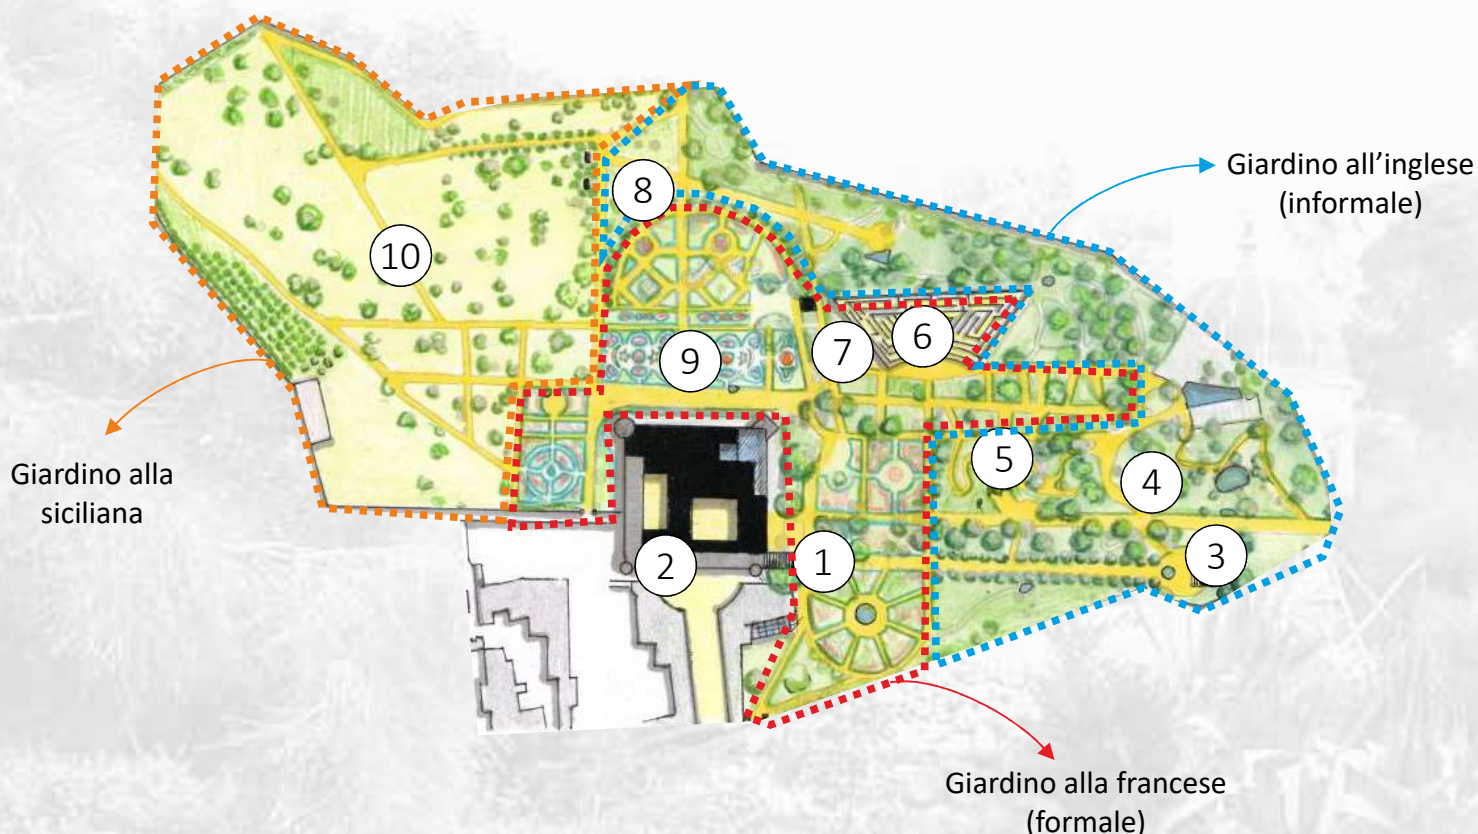 Giardino all’inglese
(informale)
8
10
6
7
9
5
4
Giardino alla
siciliana
3
1
2
Giardino alla francese
(formale)